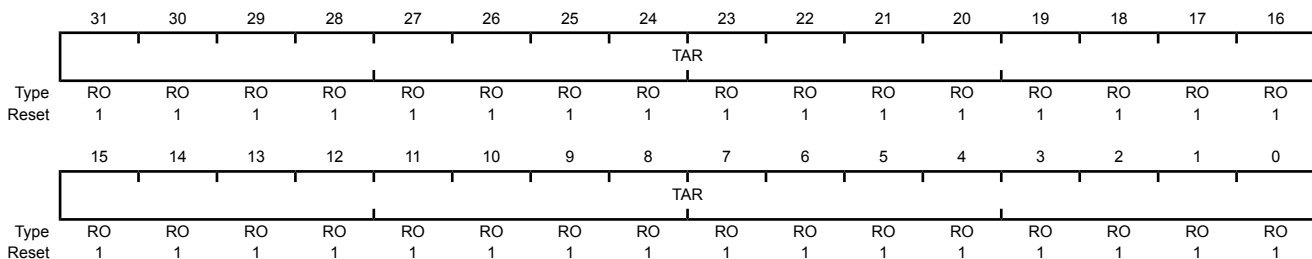 31 30 29 28 27 26 25 24 23 22 21 20 19 18 17 16
TAR
Type RO RO RO RO RO RO RO RO RO RO RO RO RO RO RO RO
Reset 1 1 1 1 1 1 1 1 1 1 1 1 1 1 1 1
15 14 13 12 11 10 9 8 7 6 5 4 3 2 1 0
TAR
Type RO RO RO RO RO RO RO RO RO RO RO RO RO RO RO RO
Reset 1 1 1 1 1 1 1 1 1 1 1 1 1 1 1 1